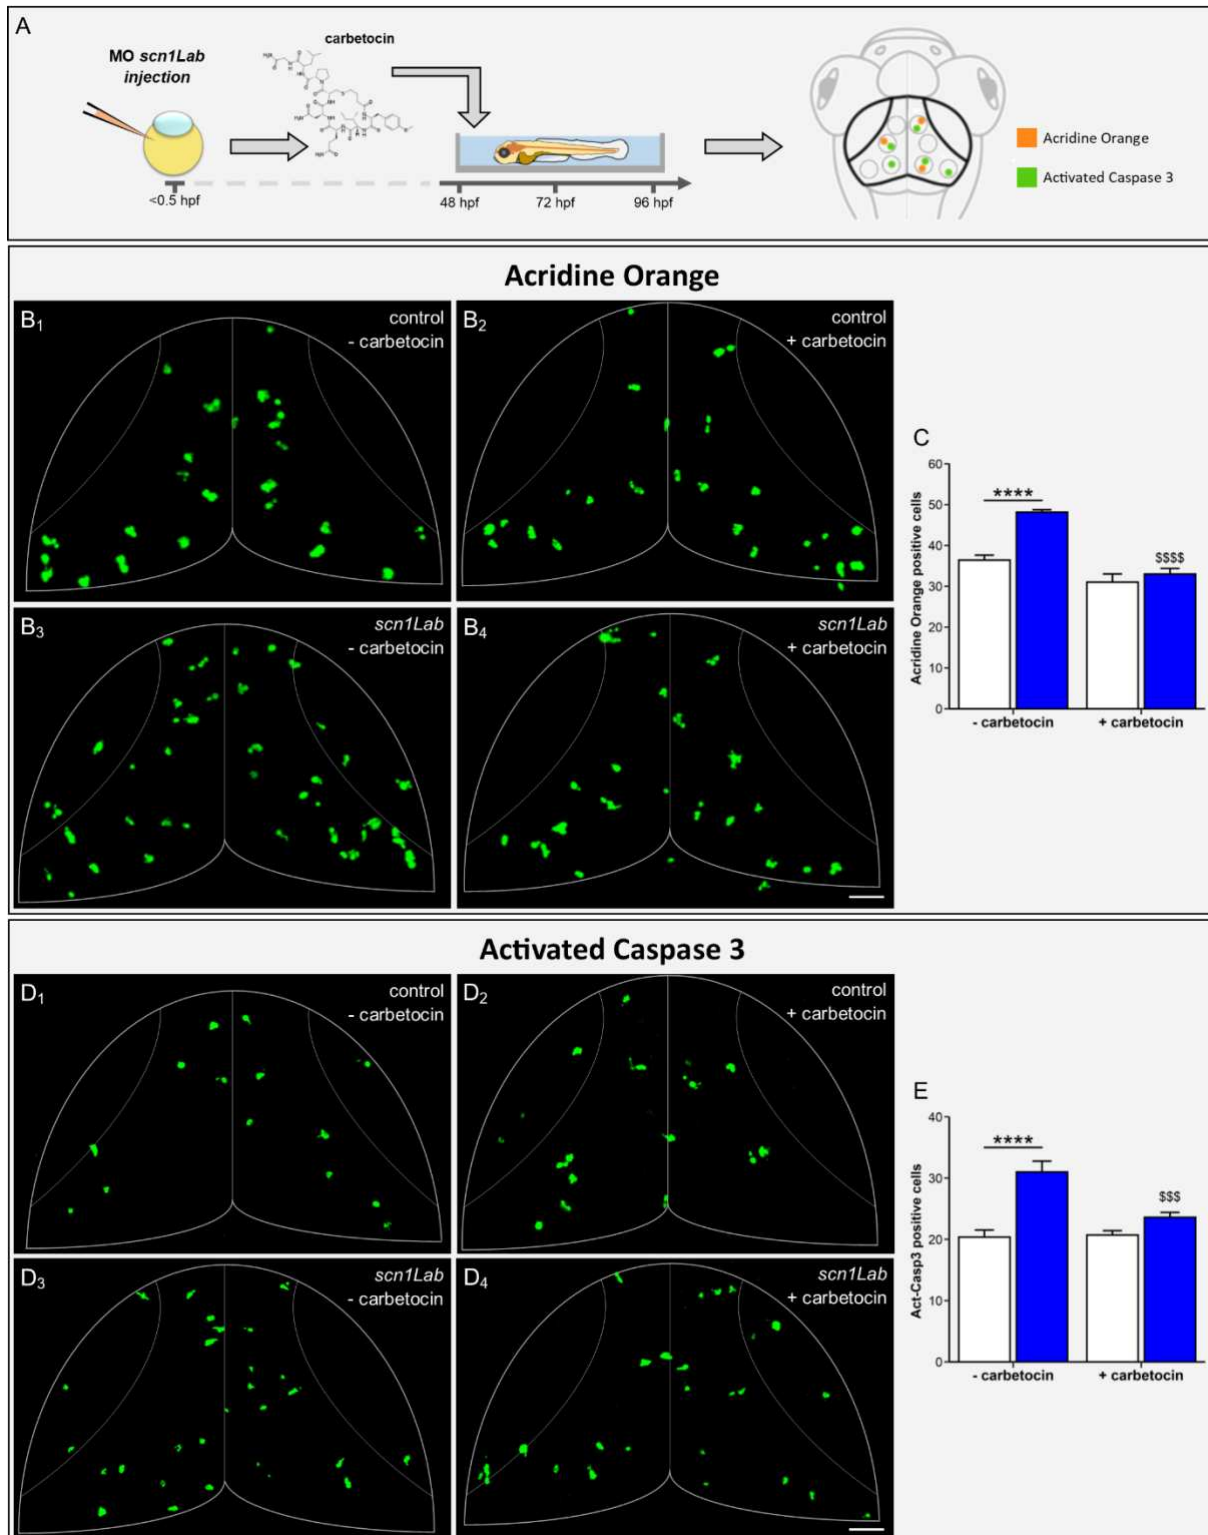 A
MO scn1Lab
injection
carbetocin
<0.5 hpf
48 hpf
72 hpf
96 hpf
Acridine Orange
Activated Caspase 3
Acridine Orange
B1
control
- carbetocin
B2
control
+ carbetocin
B3
scn1Lab
- carbetocin
B4
scn1Lab
+ carbetocin
C
Acridine Orange positive cells
60
50
40
30
20
10
0
****
$$$$
- carbetocin
+ carbetocin
Activated Caspase 3
D1
control
- carbetocin
D2
control
+ carbetocin
D3
scn1Lab
- carbetocin
D4
scn1Lab
+ carbetocin
E
Act-Casp3 positive cells
40
30
20
10
0
****
$$$
- carbetocin
+ carbetocin